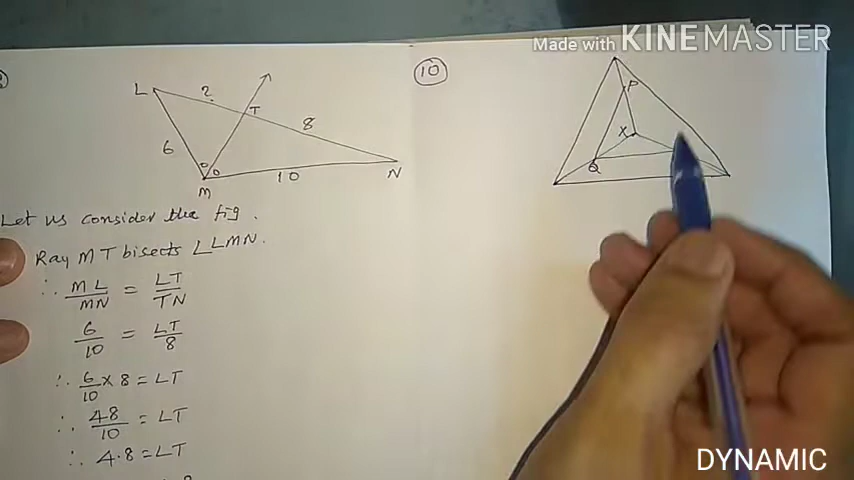 Made with KINEMASTER
10
L
2
T
8
6
M
10
N
P
X
Q
Let us consider the fig.
Ray MT bisects ∠LMN.
∴ ML/MN = LT/TN
6/10 = LT/8
∴ 6/10 × 8 = LT
∴ 48/10 = LT
∴ 4.8 = LT
DYNAMIC